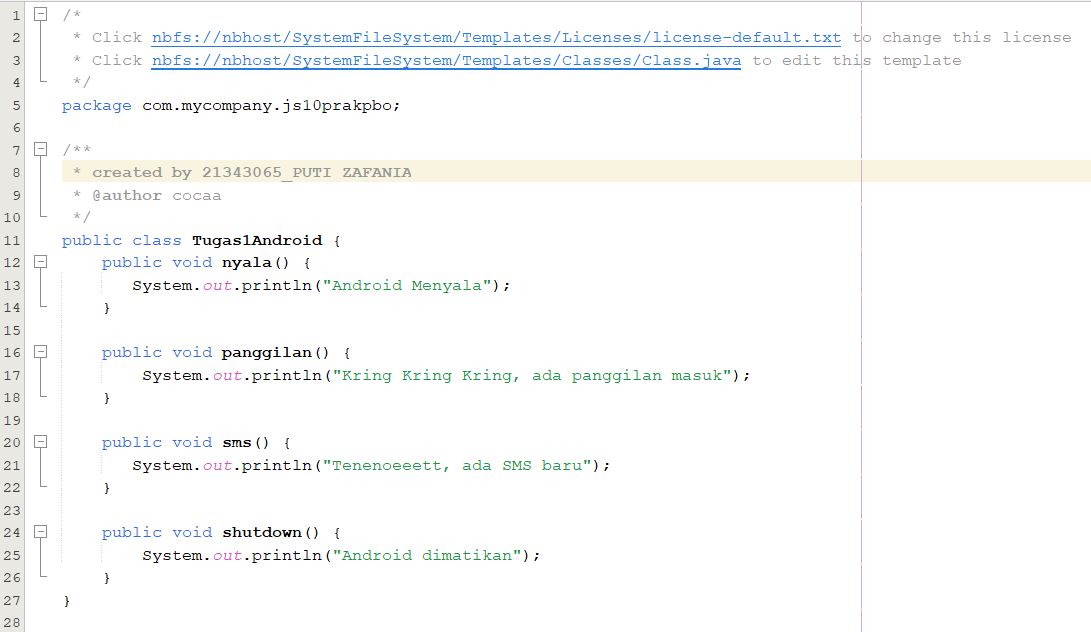 1 /*
2 * Click nbfs://nbhost/SystemFileSystem/Templates/Licenses/license-default.txt to change this license
3 * Click nbfs://nbhost/SystemFileSystem/Templates/Classes/Class.java to edit this template
4 */
5 package com.mycompany.js10prakpbo;
6
7 /**
8 * created by 21343065_PUTI ZAFANIA
9 * @author cocaa
10 */
11 public class Tugas1Android {
12 public void nyala() {
13 System.out.println("Android Menyala");
14 }
15
16 public void panggilan() {
17 System.out.println("Kring Kring Kring, ada panggilan masuk");
18 }
19
20 public void sms() {
21 System.out.println("Tenenoeeett, ada SMS baru");
22 }
23
24 public void shutdown() {
25 System.out.println("Android dimatikan");
26 }
27 }
28